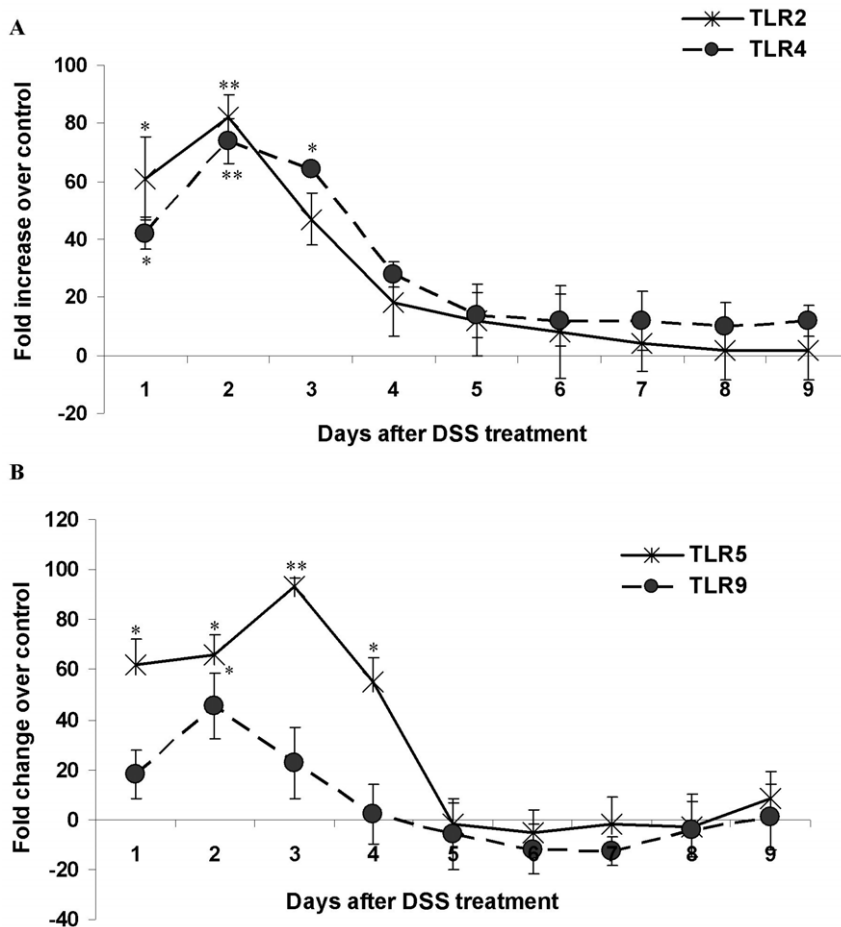 A
TLR2
TLR4
Fold increase over control
100
80
60
40
20
0
-20
* ** *
* **
1 2 3 4 5 6 7 8 9
Days after DSS treatment
B
TLR5
TLR9
Fold change over control
120
100
80
60
40
20
0
-20
-40
* * ** *
*
1 2 3 4 5 6 7 8 9
Days after DSS treatment